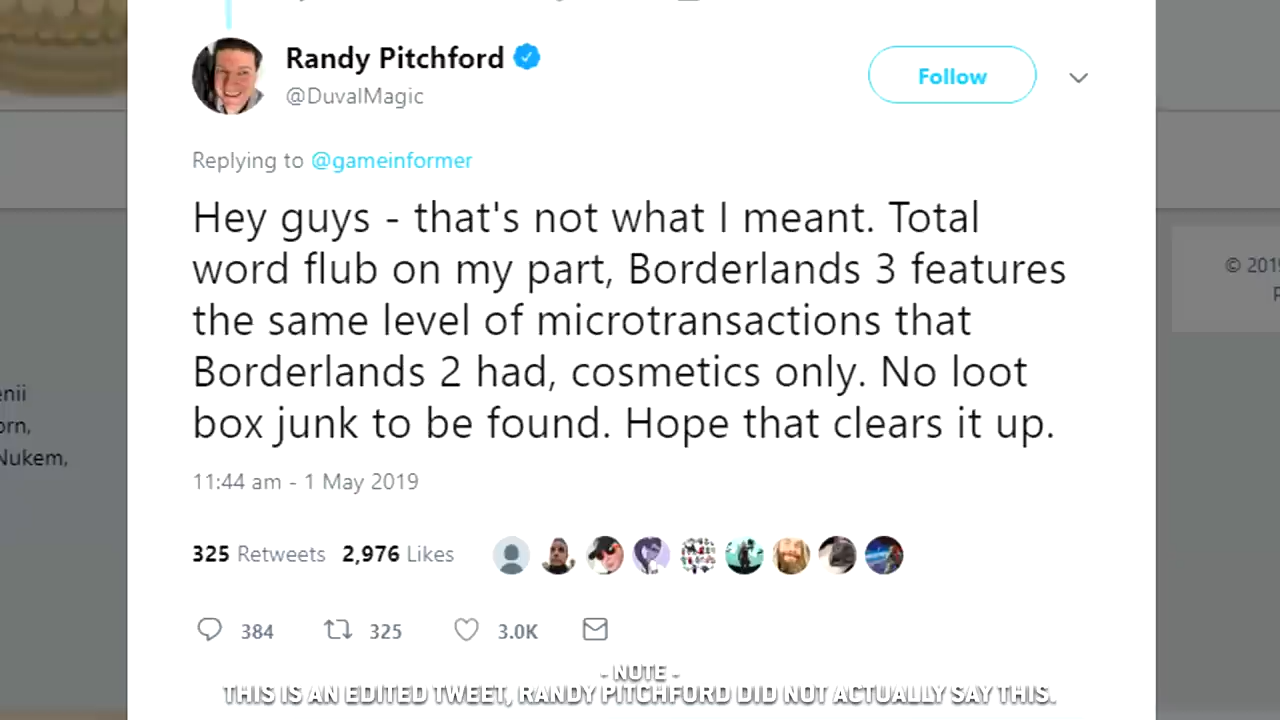 Randy Pitchford
@DuvalMagic
Follow
Replying to @gameinformer
Hey guys - that's not what I meant. Total
word flub on my part, Borderlands 3 features
the same level of microtransactions that
Borderlands 2 had, cosmetics only. No loot
box junk to be found. Hope that clears it up.
11:44 am - 1 May 2019
325 Retweets 2,976 Likes
384 325 3.0K
- NOTE -
THIS IS AN EDITED TWEET, RANDY PITCHFORD DID NOT ACTUALLY SAY THIS.
Nukem,